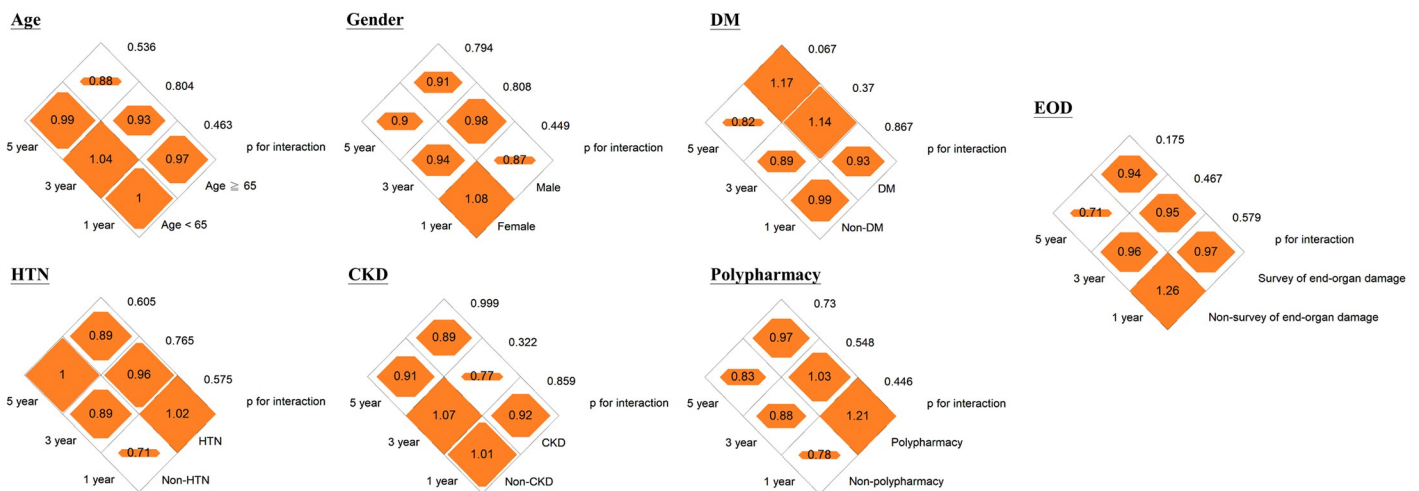 Age
0.536
0.88
0.804
0.99
0.93
0.463
5 year
1.04
0.97
p for interaction
3 year
1
Age ≧ 65
1 year
Age < 65
Gender
0.794
0.91
0.808
0.9
0.98
0.449
5 year
0.94
0.87
p for interaction
3 year
1.08
Male
1 year
Female
DM
0.067
1.17
0.37
0.82
1.14
0.867
5 year
0.89
0.93
p for interaction
3 year
0.99
DM
1 year
Non-DM
EOD
0.175
0.94
0.467
0.71
0.95
0.579
5 year
0.96
0.97
p for interaction
3 year
1.26
Survey of end-organ damage
1 year
Non-survey of end-organ damage
HTN
0.605
0.89
0.765
1
0.96
0.575
5 year
0.89
1.02
p for interaction
3 year
0.71
HTN
1 year
Non-HTN
CKD
0.999
0.89
0.322
0.91
0.77
0.859
5 year
1.07
0.92
p for interaction
3 year
1.01
CKD
1 year
Non-CKD
Polypharmacy
0.73
0.97
0.548
0.83
1.03
0.446
5 year
0.88
1.21
p for interaction
3 year
0.78
Polypharmacy
1 year
Non-polypharmacy